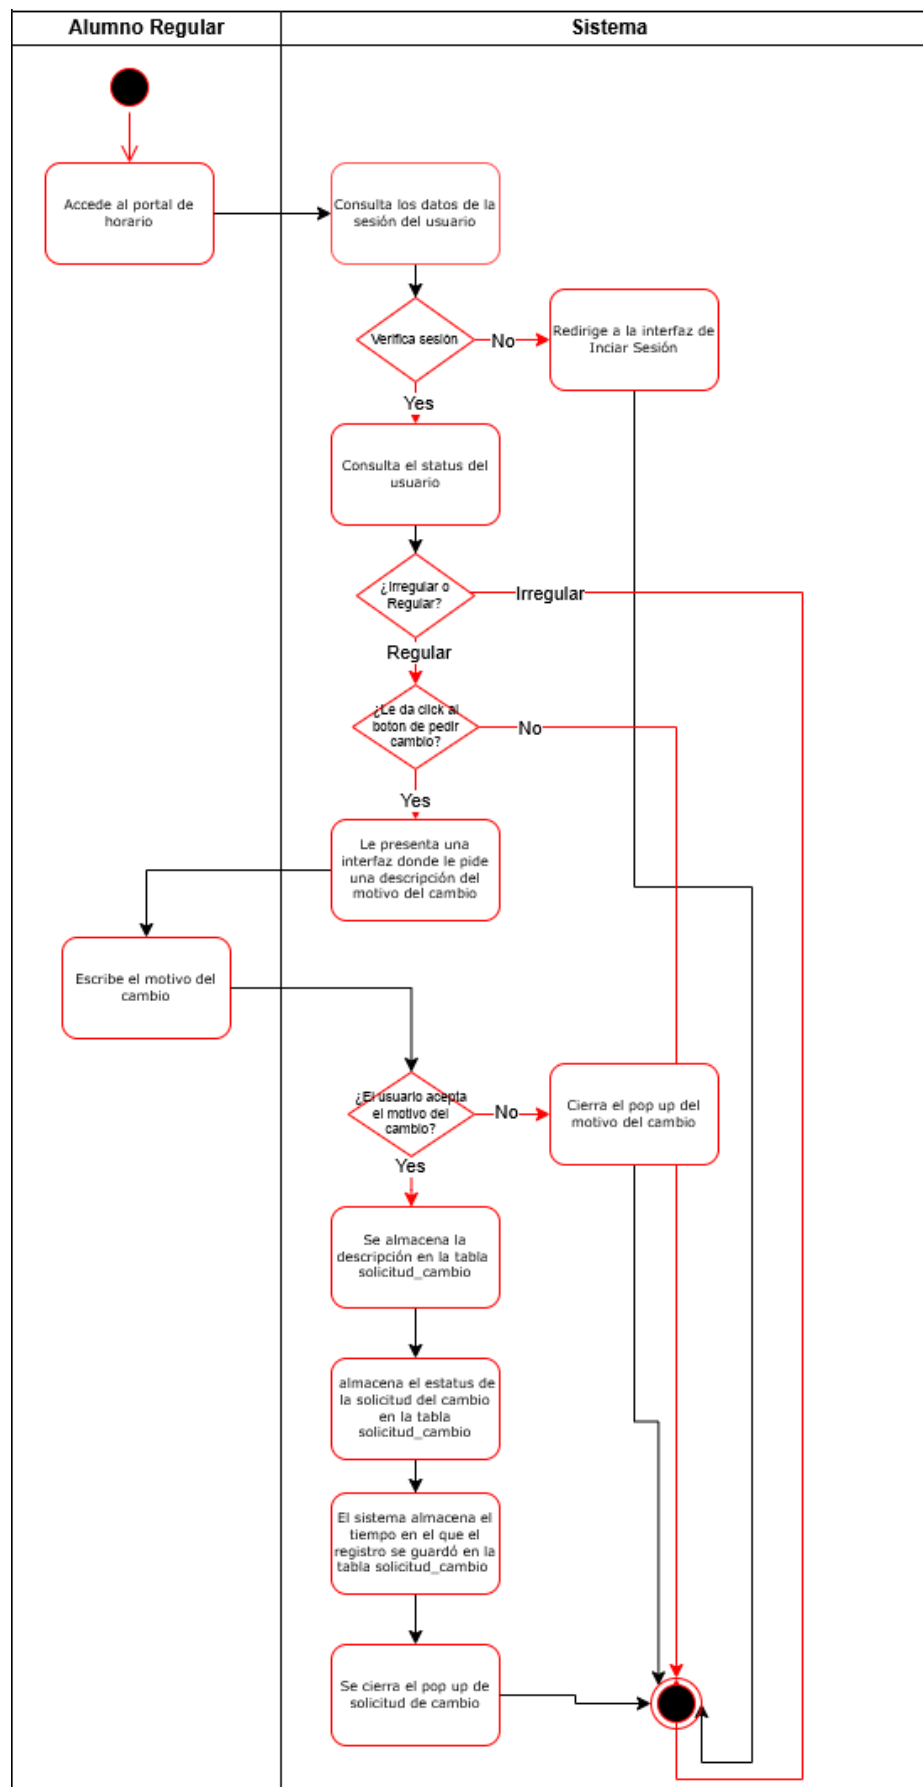 Alumno Regular
Sistema
Accede al portal de
horario
Consulta los datos de la
sesión del usuario
Verifica sesión
No
Redirige a la interfaz de
Inciar Sesión
Yes
Consulta el status del
usuario
¿Irregular o
Regular?
Irregular
Regular
¿Le da click al
boton de pedir
cambio?
No
Yes
Le presenta una
interfaz donde le pide
una descripción del
motivo del cambio
Escribe el motivo del
cambio
¿El usuario acepta
el motivo del
cambio?
No
Cierra el pop up del
motivo del cambio
Yes
Se almacena la
descripción en la tabla
solicitud_cambio
almacena el estatus de
la solicitud del cambio
en la tabla
solicitud_cambio
El sistema almacena el
tiempo en el que el
registro se guardó en la
tabla solicitud_cambio
Se cierra el pop up de
solicitud de cambio